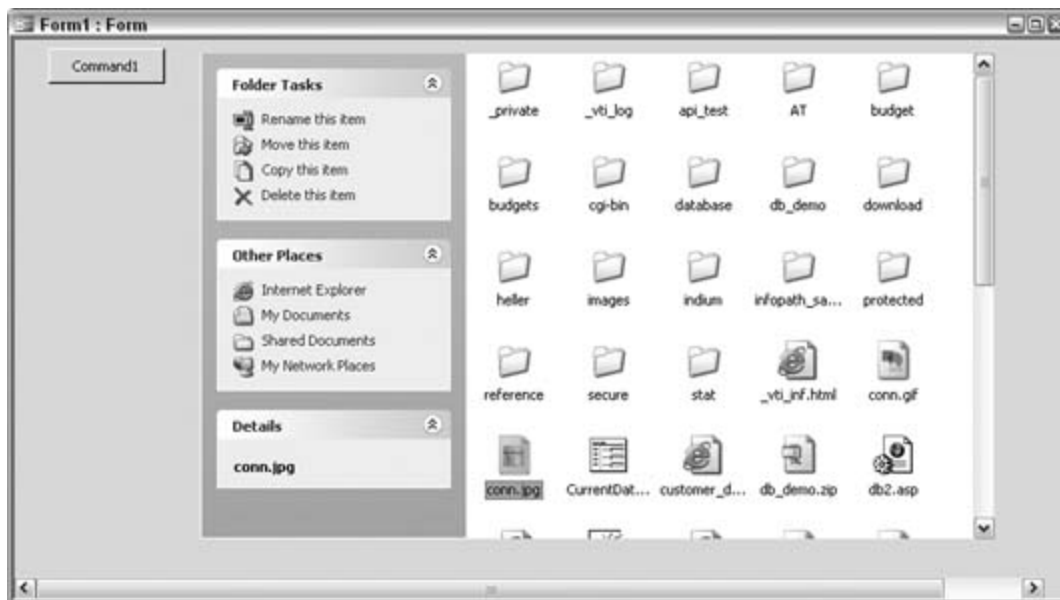 Form1 : Form
Command1
Folder Tasks
Rename this item
Move this item
Copy this item
Delete this item
Other Places
Internet Explorer
My Documents
Shared Documents
My Network Places
Details
conn.jpg
_private _vti_log api_test AT budget
budgets cgi-bin database db_demo download
heller images indium infopath_sa... protected
reference secure stat _vti_inf.html conn.gif
conn.jpg CurrentDat... customer_d... db_demo.zip db2.asp